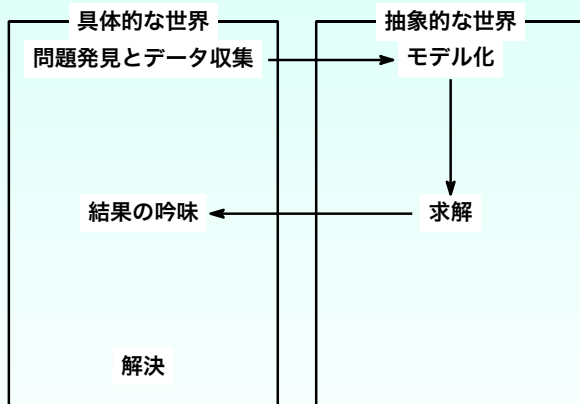 具体的な世界
抽象的な世界
問題発見とデータ収集
モデル化
結果の吟味
求解
解決